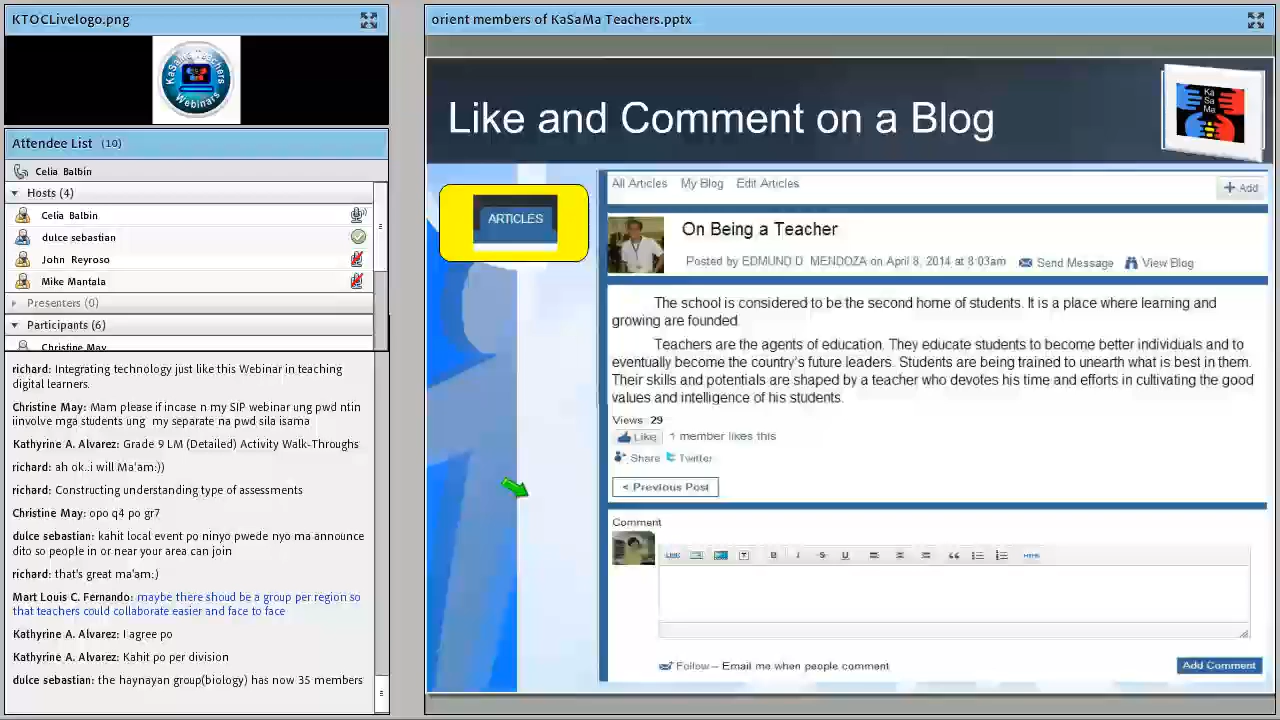 KTOCLivelogo.png
KaSaMa Teachers
Webinars
Attendee List (10)
Celia Balbin
Hosts (4)
Celia Balbin
dulce sebastian
John Reyroso
Mike Mantala
Presenters (0)
Participants (6)
Christine May
richard: Integrating technology just like this Webinar in teaching
digital learners.
Christine May: Mam please if incase n my SIP webinar ung pwd ntin
iinvolve mga students ung my separate na pwd sila isama
Kathyrine A. Alvarez: Grade 9 LM (Detailed) Activity Walk-Throughs
richard: ah ok..i will Ma'am:))
richard: Constructing understanding type of assessments
Christine May: opo q4 po gr7
dulce sebastian: kahit local event po ninyo pwede nyo ma announce
dito so people in or near your area can join
richard: that's great ma'am;)
Mart Louis C. Fernando: maybe there shoud be a group per region so
that teachers could collaborate easier and face to face
Kathyrine A. Alvarez: I agree po
Kathyrine A. Alvarez: Kahit po per division
dulce sebastian: the haynayan group(biology) has now 35 members
orient members of KaSaMa Teachers.pptx
Like and Comment on a Blog
Ka
Sa
Ma
ARTICLES
All Articles My Blog Edit Articles
+ Add
On Being a Teacher
Posted by EDMUND D MENDOZA on April 8, 2014 at 8:03am Send Message View Blog
The school is considered to be the second home of students. It is a place where learning and
growing are founded
Teachers are the agents of education. They educate students to become better individuals and to
eventually become the country's future leaders. Students are being trained to unearth what is best in them.
Their skills and potentials are shaped by a teacher who devotes his time and efforts in cultivating the good
values and intelligence of his students.
Views 29
Like 1 member likes this
Share Twitter
< Previous Post
Comment
LINK T B I S U HTML
Follow – Email me when people comment
Add Comment